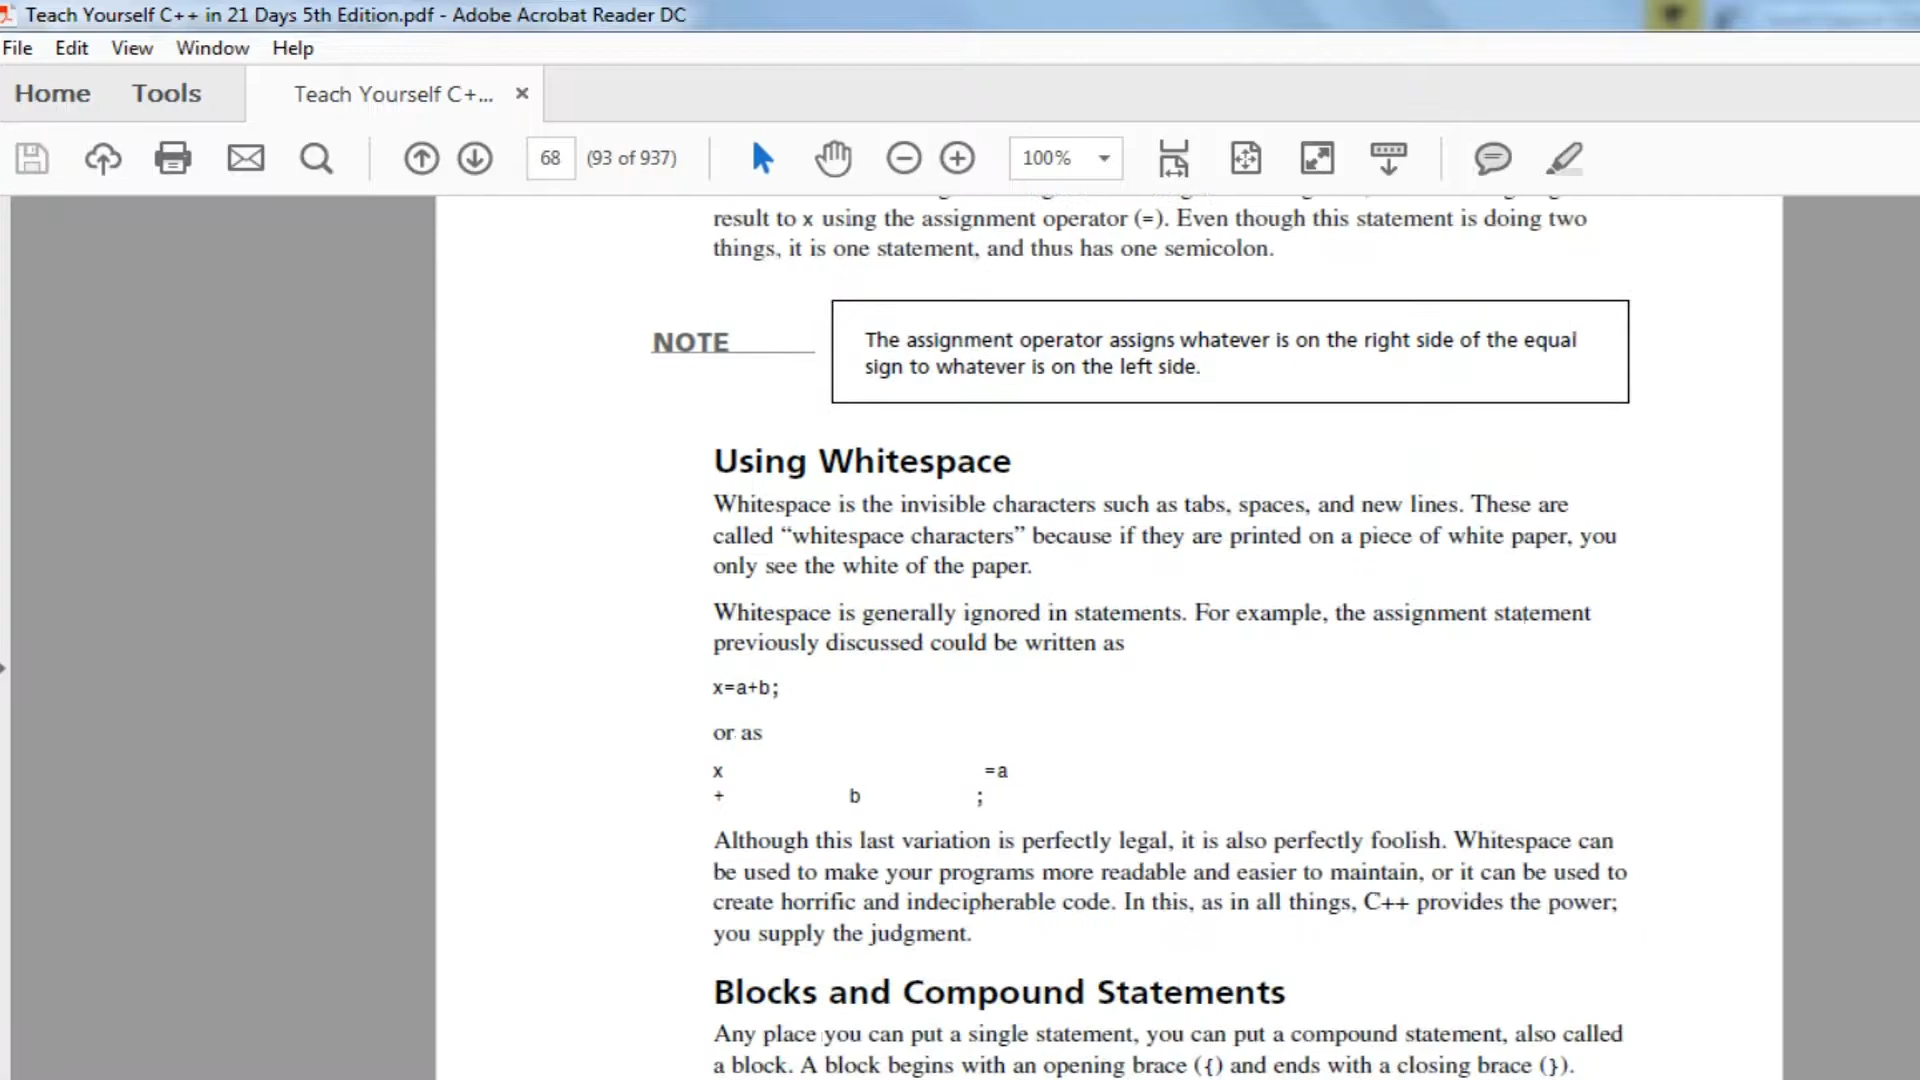 Teach Yourself C++ in 21 Days 5th Edition.pdf - Adobe Acrobat Reader DC
File Edit View Window Help
Home Tools Teach Yourself C+... ×
68 (93 of 937) 100%
result to x using the assignment operator (=). Even though this statement is doing two
things, it is one statement, and thus has one semicolon.
NOTE
The assignment operator assigns whatever is on the right side of the equal
sign to whatever is on the left side.
Using Whitespace
Whitespace is the invisible characters such as tabs, spaces, and new lines. These are
called “whitespace characters” because if they are printed on a piece of white paper, you
only see the white of the paper.
Whitespace is generally ignored in statements. For example, the assignment statement
previously discussed could be written as
x=a+b;
or as
x =a
+ b ;
Although this last variation is perfectly legal, it is also perfectly foolish. Whitespace can
be used to make your programs more readable and easier to maintain, or it can be used to
create horrific and indecipherable code. In this, as in all things, C++ provides the power;
you supply the judgment.
Blocks and Compound Statements
Any place you can put a single statement, you can put a compound statement, also called
a block. A block begins with an opening brace ({) and ends with a closing brace (}).